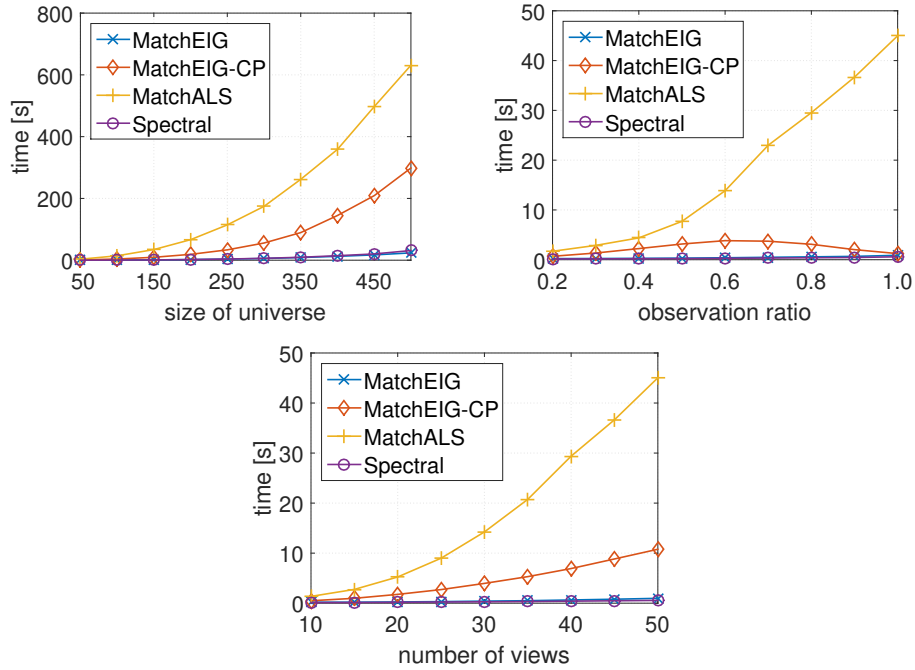 800
600
400
200
0
time [s]
MatchEIG
MatchEIG-CP
MatchALS
Spectral
50 150 250 350 450
size of universe
50
40
30
20
10
0
time [s]
MatchEIG
MatchEIG-CP
MatchALS
Spectral
0.2 0.4 0.6 0.8 1.0
observation ratio
50
40
30
20
10
0
time [s]
MatchEIG
MatchEIG-CP
MatchALS
Spectral
10 20 30 40 50
number of views